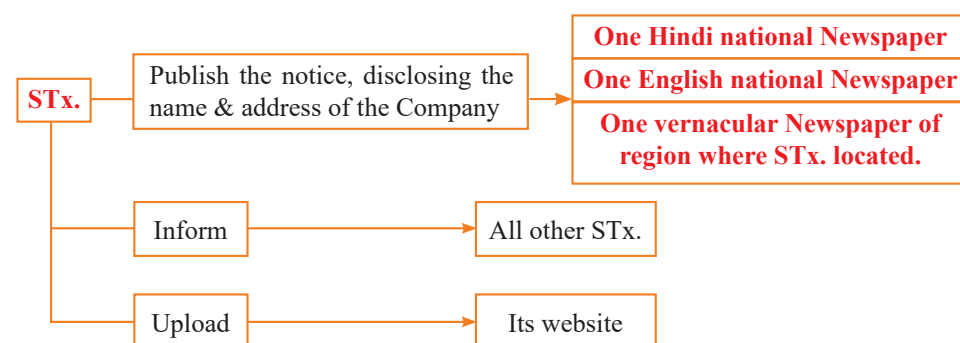 STx.
Publish the notice, disclosing the
name & address of the Company
One Hindi national Newspaper
One English national Newspaper
One vernacular Newspaper of
region where STx. located.
Inform
All other STx.
Upload
Its website